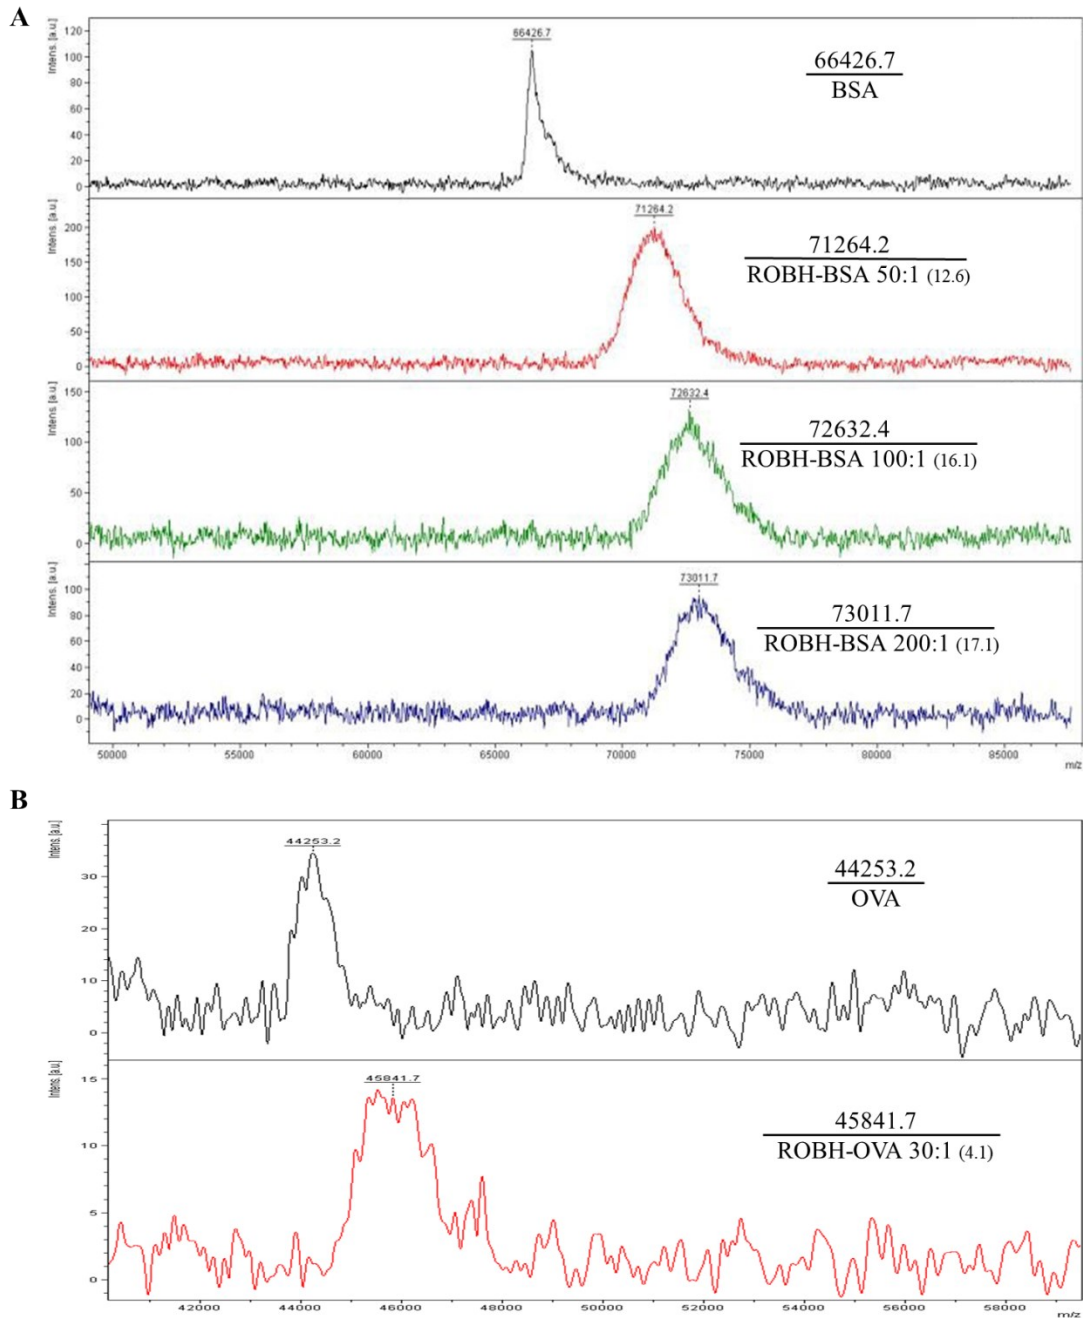 A
Intens. [a.u.]
120
100
80
60
40
20
0
66426.7
66426.7
BSA
Intens. [a.u.]
200
150
100
50
0
71264.2
71264.2
ROBH-BSA 50:1 (12.6)
Intens. [a.u.]
150
100
50
0
72632.4
72632.4
ROBH-BSA 100:1 (16.1)
Intens. [a.u.]
100
80
60
40
20
0
73011.7
73011.7
ROBH-BSA 200:1 (17.1)
50000 55000 60000 65000 70000 75000 80000 85000
m/z
B
Intens. [a.u.]
30
20
10
0
44253.2
44253.2
OVA
Intens. [a.u.]
15
10
5
0
45841.7
45841.7
ROBH-OVA 30:1 (4.1)
42000 44000 46000 48000 50000 52000 54000 56000 58000
m/z